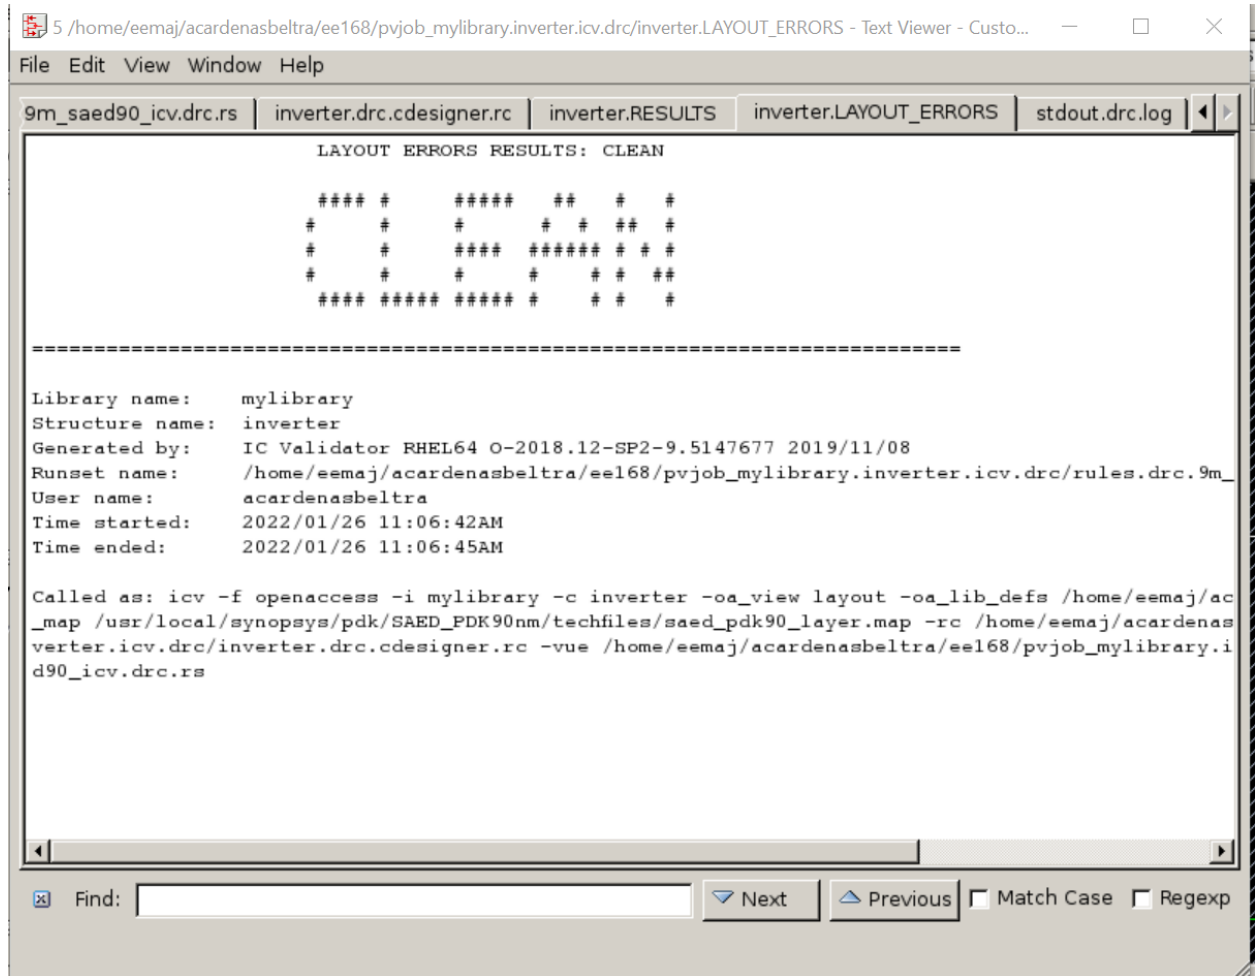 5 /home/eemaj/acardenasbeltra/ee168/pvjob_mylibrary.inverter.icv.drc/inverter.LAYOUT_ERRORS - Text Viewer - Custo...
File Edit View Window Help
9m_saed90_icv.drc.rs inverter.drc.cdesigner.rc inverter.RESULTS inverter.LAYOUT_ERRORS stdout.drc.log
LAYOUT ERRORS RESULTS: CLEAN
#### # ##### ## # #
# # # # # ## #
# # #### ###### # # #
# # # # # # ##
#### ##### ##### # # # #
===========================================================================
Library name: mylibrary
Structure name: inverter
Generated by: IC Validator RHEL64 O-2018.12-SP2-9.5147677 2019/11/08
Runset name: /home/eemaj/acardenasbeltra/ee168/pvjob_mylibrary.inverter.icv.drc/rules.drc.9m_
User name: acardenasbeltra
Time started: 2022/01/26 11:06:42AM
Time ended: 2022/01/26 11:06:45AM
Called as: icv -f openaccess -i mylibrary -c inverter -oa_view layout -oa_lib_defs /home/eemaj/ac
_map /usr/local/synopsys/pdk/SAED_PDK90nm/techfiles/saed_pdk90_layer.map -rc /home/eemaj/acardenas
verter.icv.drc/inverter.drc.cdesigner.rc -vue /home/eemaj/acardenasbeltra/ee168/pvjob_mylibrary.i
d90_icv.drc.rs
Find: Next Previous Match Case Regexp